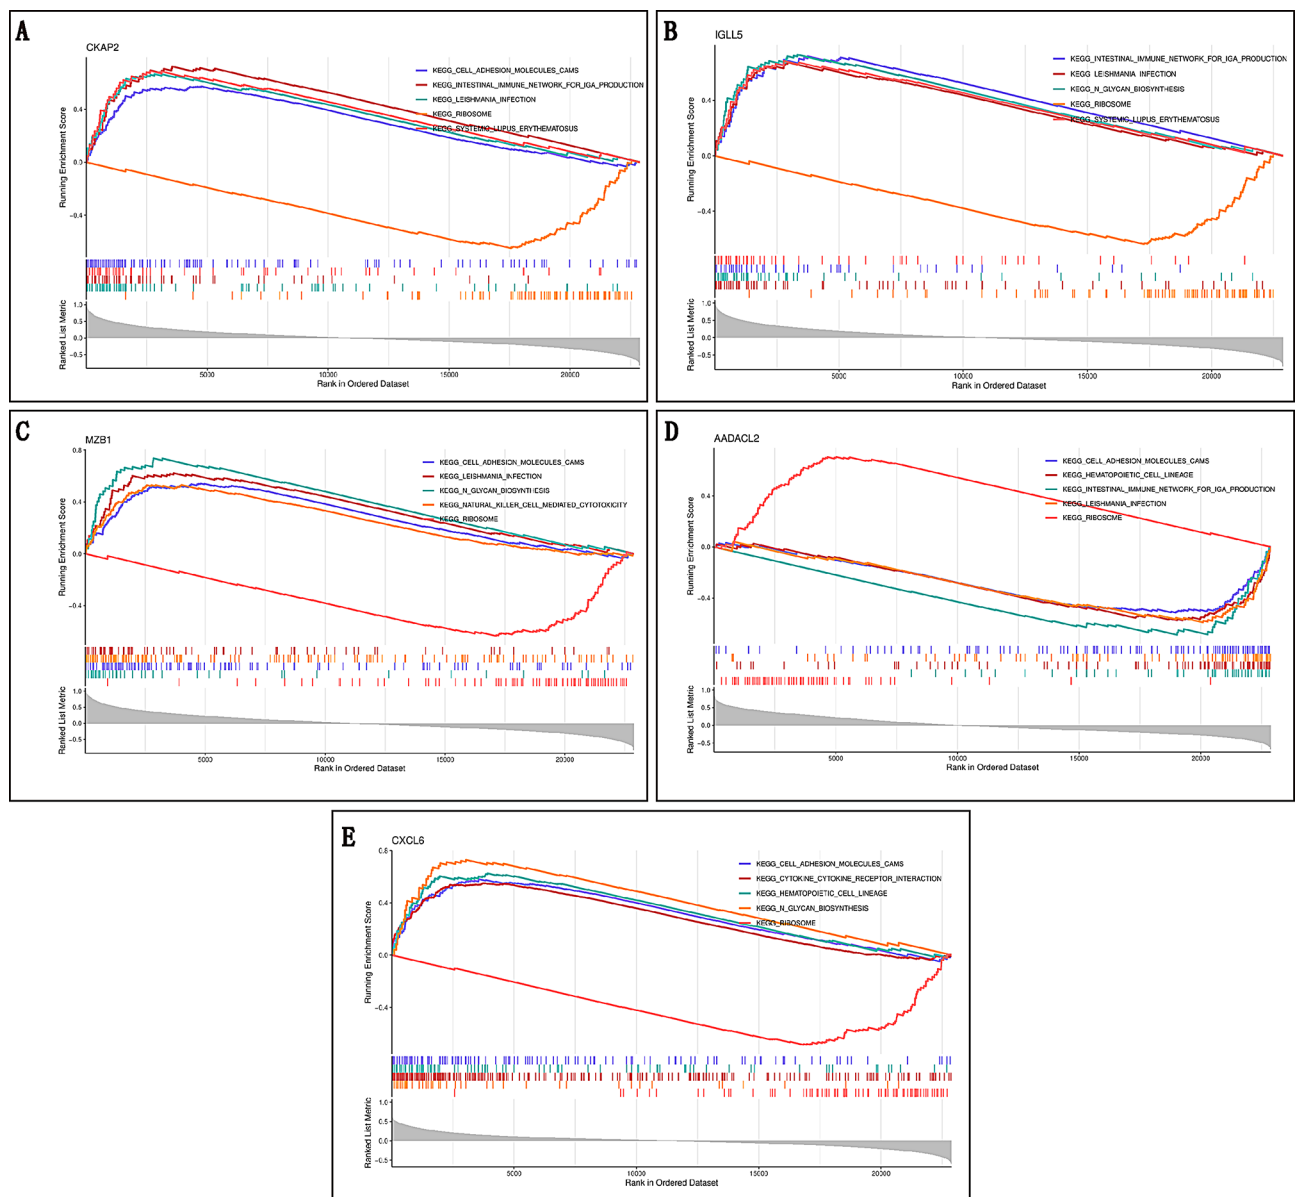 A
CKAP2
KEGG_CELL_ADHESION_MOLECULES_CAMS
KEGG_INTESTINAL_IMMUNE_NETWORK_FOR_IGA_PRODUCTION
KEGG_LEISHMANIA_INFECTION
KEGG_RIBOSOME
KEGG_SYSTEMIC_LUPUS_ERYTHEMATOSUS
Running Enrichment Score
0.4
0.0
−0.4
Ranked List Metric
1.0
0.5
0.0
−0.5
5000
10000
15000
20000
Rank in Ordered Dataset
B
IGLL5
KEGG_INTESTINAL_IMMUNE_NETWORK_FOR_IGA_PRODUCTION
KEGG_LEISHMANIA_INFECTION
KEGG_N_GLYCAN_BIOSYNTHESIS
KEGG_RIBOSOME
KEGG_SYSTEMIC_LUPUS_ERYTHEMATOSUS
Running Enrichment Score
0.4
0.0
−0.4
Ranked List Metric
1.0
0.5
0.0
−0.5
5000
10000
15000
20000
Rank in Ordered Dataset
C
MZB1
KEGG_CELL_ADHESION_MOLECULES_CAMS
KEGG_LEISHMANIA_INFECTION
KEGG_N_GLYCAN_BIOSYNTHESIS
KEGG_NATURAL_KILLER_CELL_MEDIATED_CYTOTOXICITY
KEGG_RIBOSOME
Running Enrichment Score
0.8
0.4
0.0
−0.4
Ranked List Metric
1.0
0.5
0.0
−0.5
5000
10000
15000
20000
Rank in Ordered Dataset
D
AADACL2
KEGG_CELL_ADHESION_MOLECULES_CAMS
KEGG_HEMATOPOIETIC_CELL_LINEAGE
KEGG_INTESTINAL_IMMUNE_NETWORK_FOR_IGA_PRODUCTION
KEGG_LEISHMANIA_INFECTION
KEGG_RIBOSOME
Running Enrichment Score
0.4
0.0
−0.4
Ranked List Metric
1.0
0.5
0.0
−0.5
5000
10000
15000
20000
Rank in Ordered Dataset
E
CXCL6
KEGG_CELL_ADHESION_MOLECULES_CAMS
KEGG_CYTOKINE_CYTOKINE_RECEPTOR_INTERACTION
KEGG_HEMATOPOIETIC_CELL_LINEAGE
KEGG_N_GLYCAN_BIOSYNTHESIS
KEGG_RIBOSOME
Running Enrichment Score
0.8
0.4
0.0
−0.4
Ranked List Metric
1.0
0.5
0.0
−0.5
5000
10000
15000
20000
Rank in Ordered Dataset